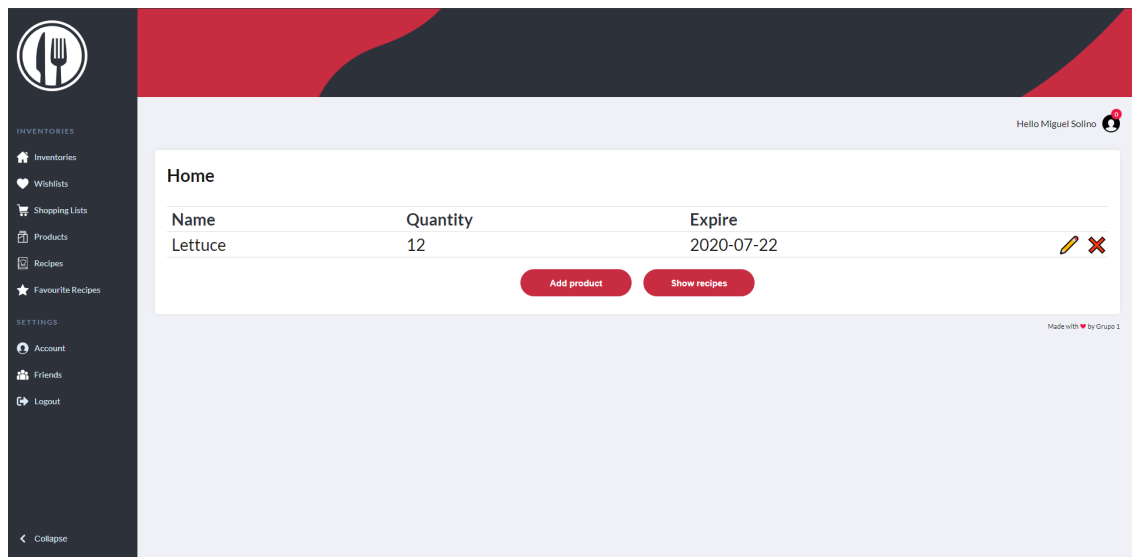 INVENTORIES
Inventories
Wishlists
Shopping Lists
Products
Recipes
Favourite Recipes
SETTINGS
Account
Friends
Logout
Collapse
Hello Miguel Solino 0
Home
Name Quantity Expire
Lettuce 12 2020-07-22
Add product Show recipes
Made with ♥ by Grupo 1